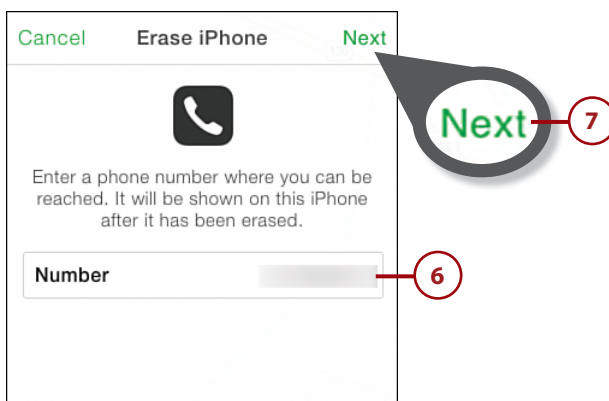 Cancel Erase iPhone Next
Next
7
Enter a phone number where you can be
reached. It will be shown on this iPhone
after it has been erased.
Number
6